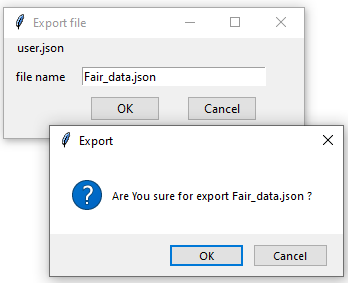 Export file
user.json
file name Fair_data.json
OK Cancel
Export
Are You sure for export Fair_data.json ?
OK Cancel